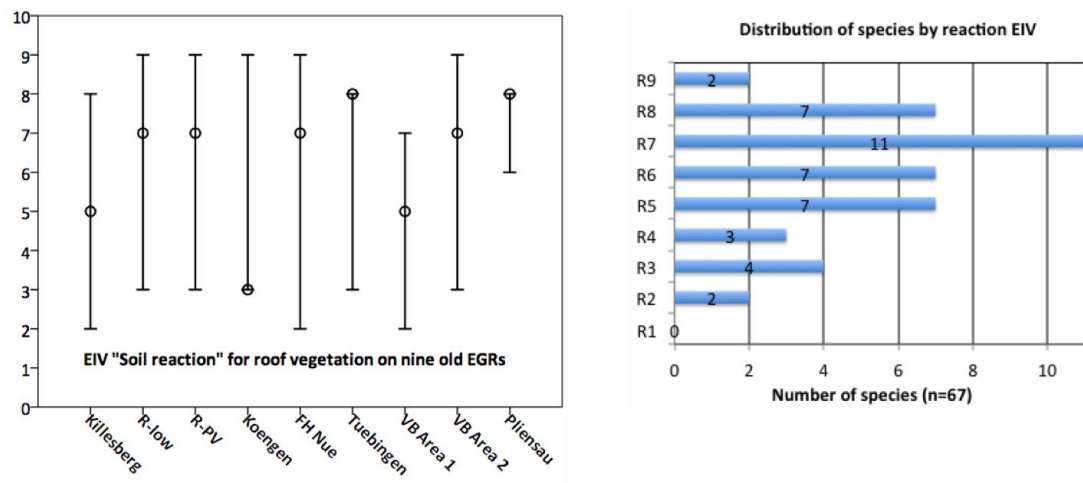 10
9
8
7
6
5
4
3
2
1
0
EIV "Soil reaction" for roof vegetation on nine old EGRs
Killesberg
R-low
R-PV
Koengen
FH Nue
Tuebingen
VB Area 1
VB Area 2
Pliensau
Distribution of species by reaction EIV
R9 2
R8 7
R7 11
R6 7
R5 7
R4 3
R3 4
R2 2
R1 0
0 2 4 6 8 10
Number of species (n=67)